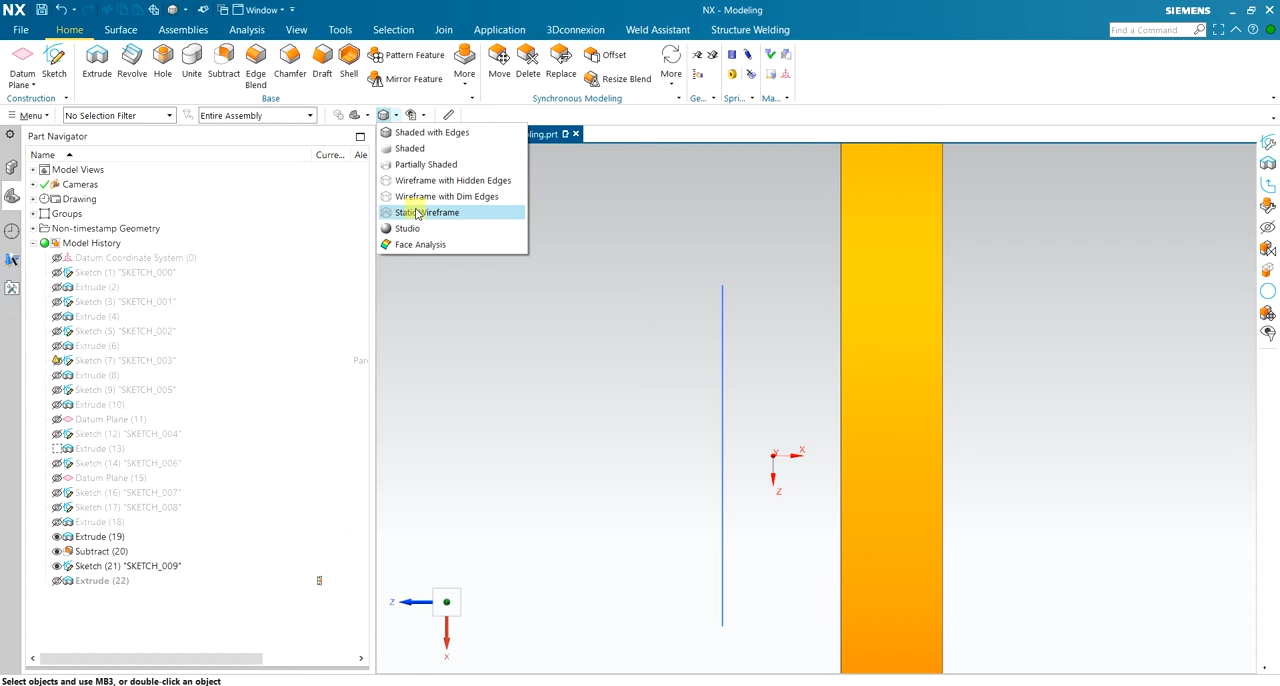 NX Window NX - Modeling SIEMENS
File Home Curve Surface Assemblies Analysis View Tools Selection Join Application 3Dconnexion Weld Assistant Structure Welding Find a Command
Datum Plane Sketch Extrude Revolve Hole Unite Subtract Edge Blend Chamfer Draft Shell Pattern Feature Mirror Feature More Move Delete Replace Offset Resize Blend More
Construction Base Synchronous Modeling Ge... Spri... Ma...
Menu No Selection Filter Entire Assembly
Part Navigator
ling.prt
Name Curre... Ale
Model Views
Cameras
Drawing
Groups
Non-timestamp Geometry
Model History
Datum Coordinate System (0)
Sketch (1) "SKETCH_000"
Extrude (2)
Sketch (3) "SKETCH_001"
Extrude (4)
Sketch (5) "SKETCH_002"
Extrude (6)
Sketch (7) "SKETCH_003" Par
Extrude (8)
Sketch (9) "SKETCH_005"
Extrude (10)
Datum Plane (11)
Sketch (12) "SKETCH_004"
Extrude (13)
Sketch (14) "SKETCH_006"
Datum Plane (15)
Sketch (16) "SKETCH_007"
Sketch (17) "SKETCH_008"
Extrude (18)
Extrude (19)
Subtract (20)
Sketch (21) "SKETCH_009"
Extrude (22)
Shaded with Edges
Shaded
Partially Shaded
Wireframe with Hidden Edges
Wireframe with Dim Edges
Static Wireframe
Studio
Face Analysis
Y X
Z
Z
X
Select objects and use MB3, or double-click an object